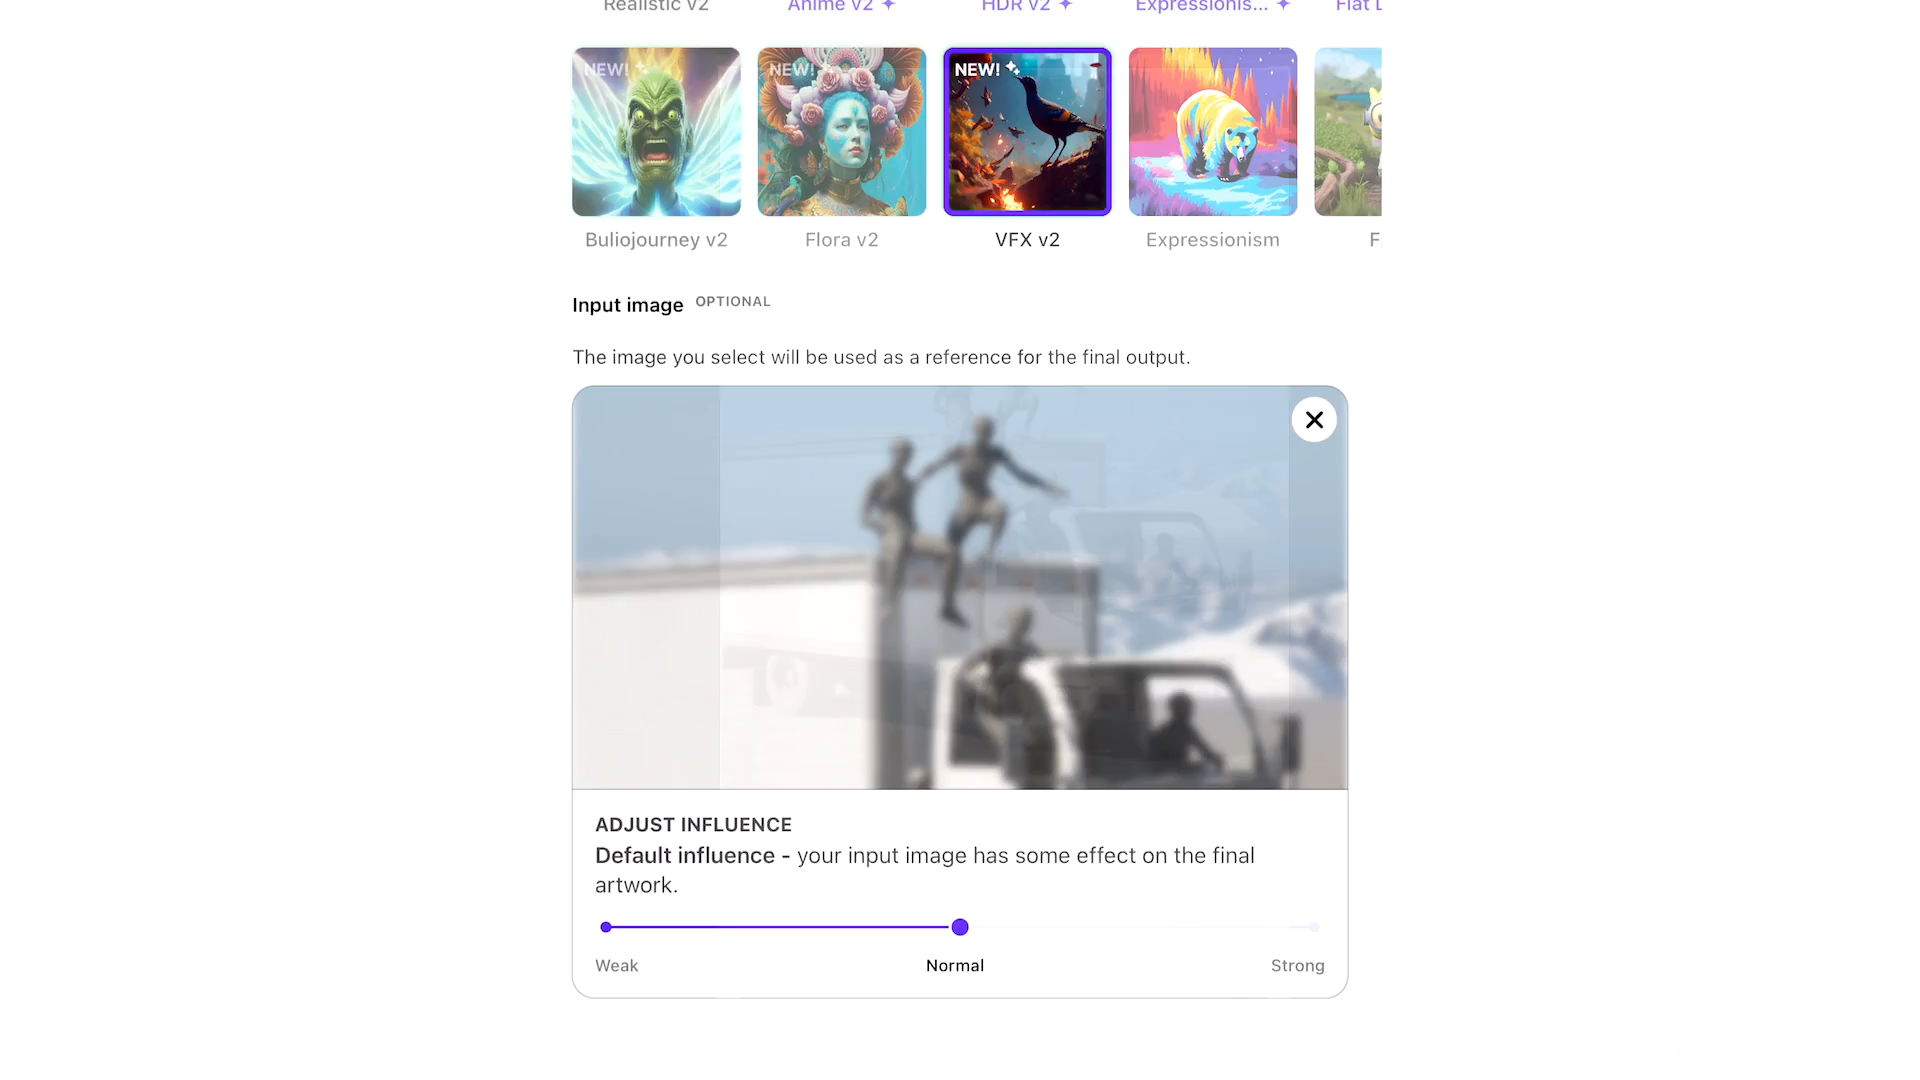 Realistic v2
Anime v2
HDR v2
Expressionis...
Flat
NEW!
NEW!
NEW!
Buliojourney v2
Flora v2
VFX v2
Expressionism
F
Input image OPTIONAL
The image you select will be used as a reference for the final output.
ADJUST INFLUENCE
Default influence - your input image has some effect on the final
artwork.
Weak
Normal
Strong